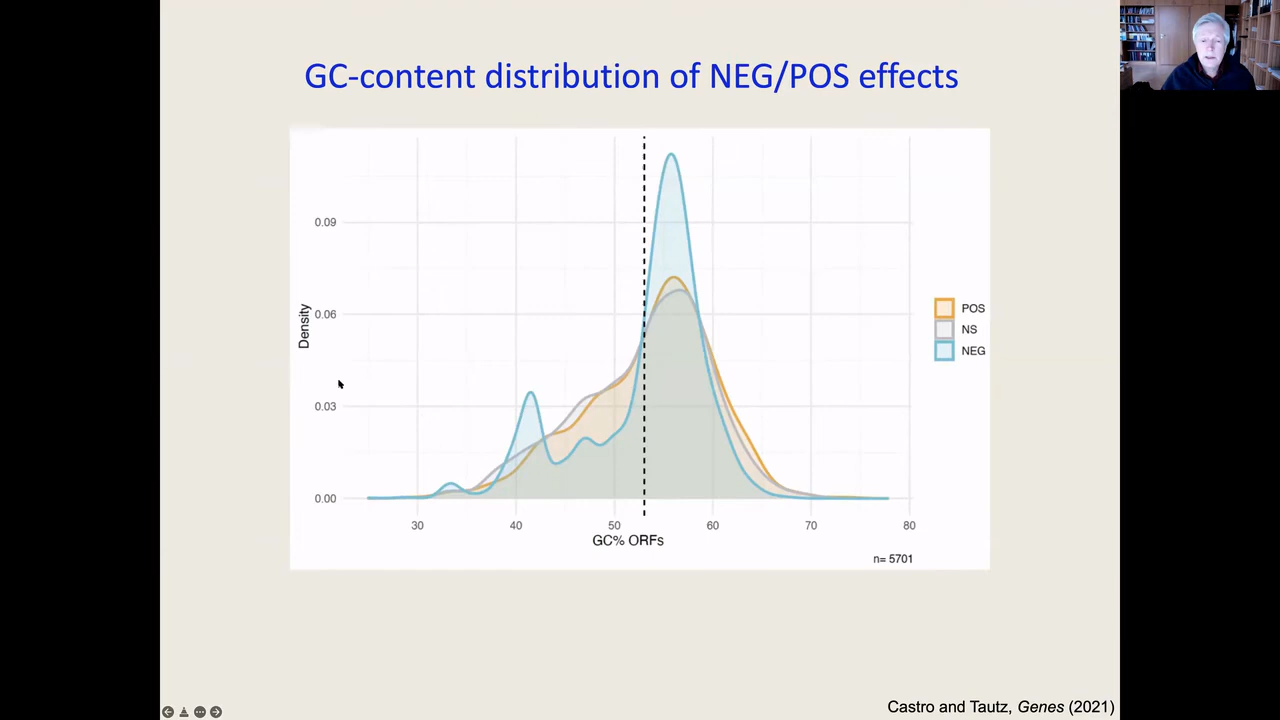 GC-content distribution of NEG/POS effects
0.09
0.06
0.03
0.00
Density
30 40 50 60 70 80
GC% ORFs
n= 5701
POS
NS
NEG
Castro and Tautz, Genes (2021)